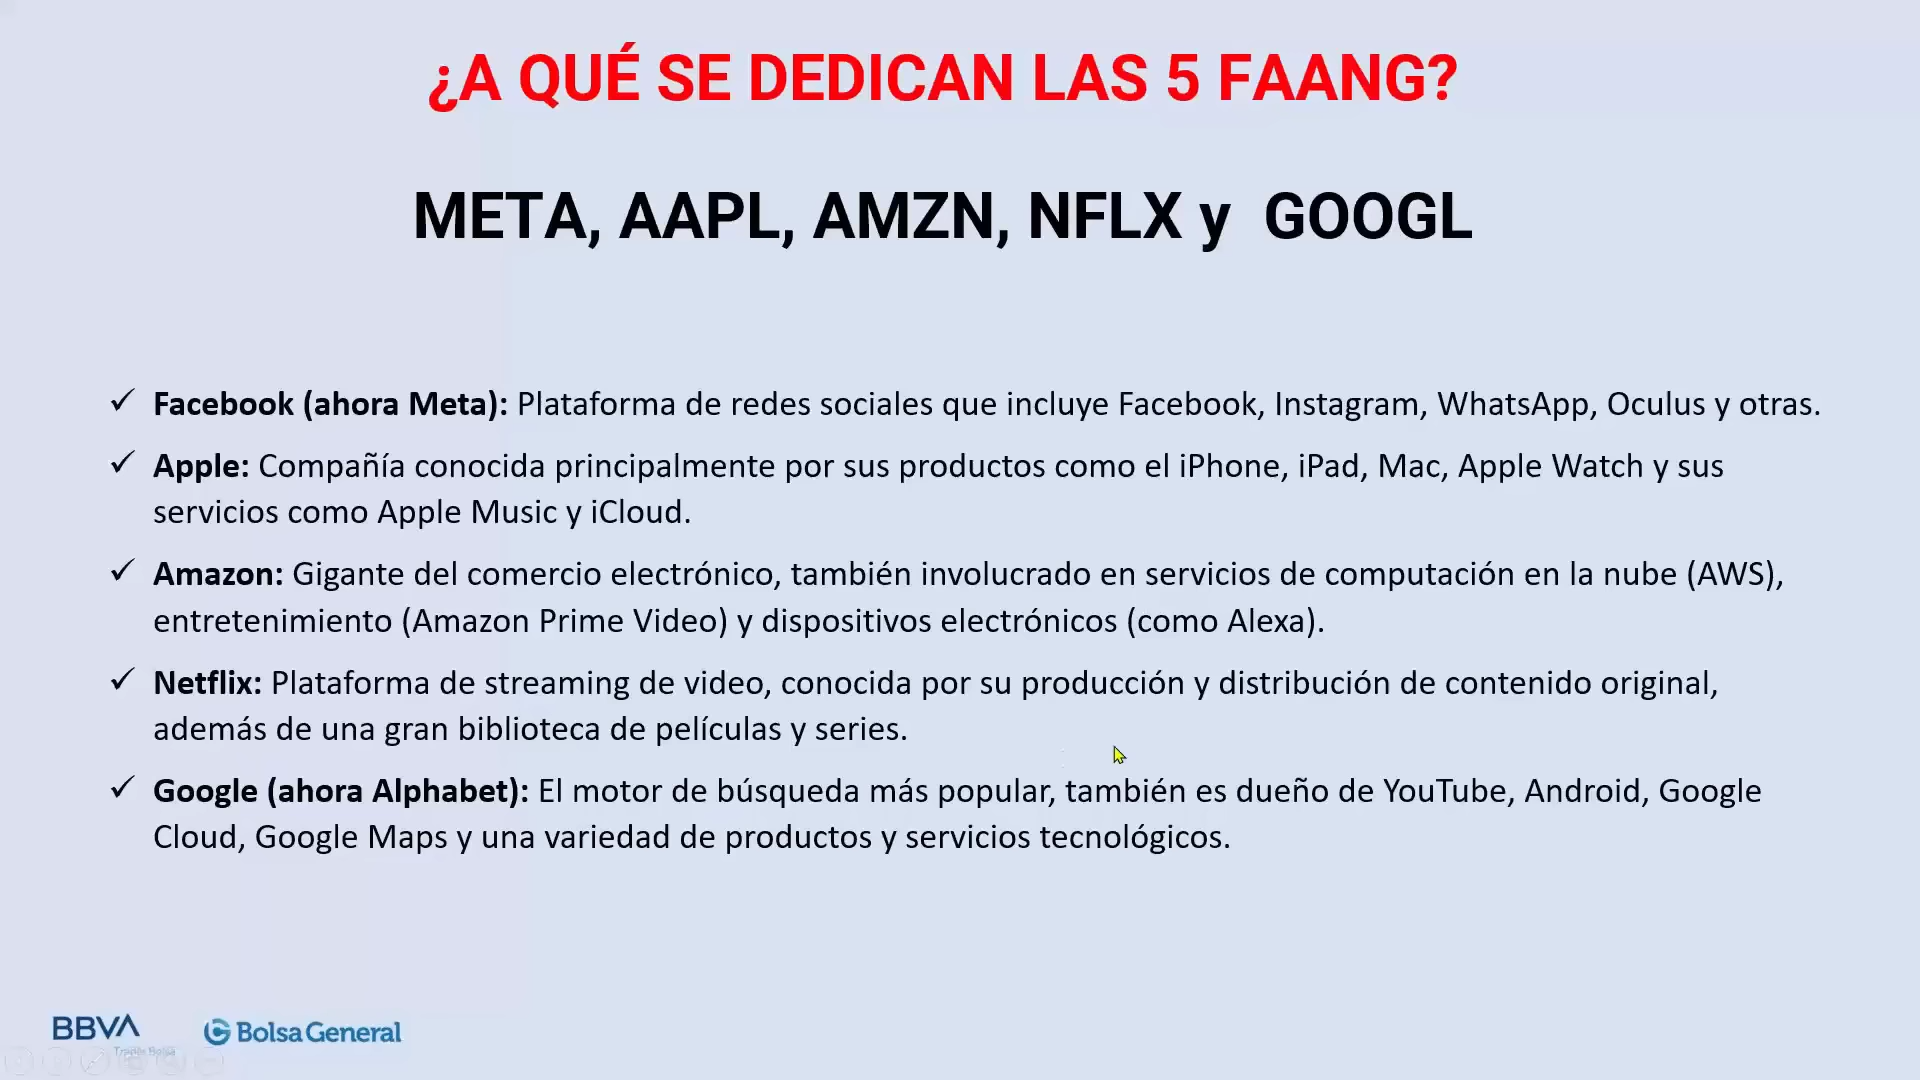 ¿A QUÉ SE DEDICAN LAS 5 FAANG?
META, AAPL, AMZN, NFLX y  GOOGL
✓ Facebook (ahora Meta): Plataforma de redes sociales que incluye Facebook, Instagram, WhatsApp, Oculus y otras.
✓ Apple: Compañía conocida principalmente por sus productos como el iPhone, iPad, Mac, Apple Watch y sus
servicios como Apple Music y iCloud.
✓ Amazon: Gigante del comercio electrónico, también involucrado en servicios de computación en la nube (AWS),
entretenimiento (Amazon Prime Video) y dispositivos electrónicos (como Alexa).
✓ Netflix: Plataforma de streaming de video, conocida por su producción y distribución de contenido original,
además de una gran biblioteca de películas y series.
✓ Google (ahora Alphabet): El motor de búsqueda más popular, también es dueño de YouTube, Android, Google
Cloud, Google Maps y una variedad de productos y servicios tecnológicos.
BBVA BolsaGeneral
Trader Bolsa